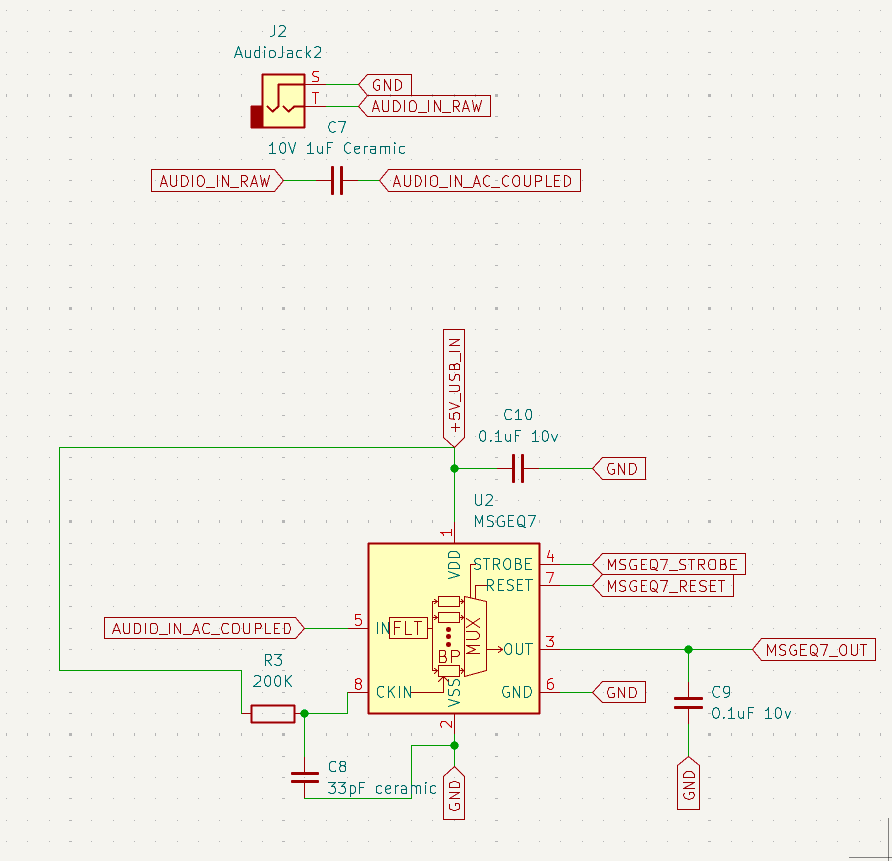 J2
AudioJack2
S
GND
T
AUDIO_IN_RAW
C7
10V 1uF Ceramic
AUDIO_IN_RAW
AUDIO_IN_AC_COUPLED
+5V_USB_IN
C10
0.1uF 10v
GND
U2
MSGEQ7
1
VDD
STROBE
4
MSGEQ7_STROBE
RESET
7
MSGEQ7_RESET
AUDIO_IN_AC_COUPLED
5
IN
FLT
MUX
BP
OUT
3
MSGEQ7_OUT
R3
200K
8
CKIN
VSS
GND
6
GND
C9
0.1uF 10v
2
C8
33pF ceramic
GND
GND